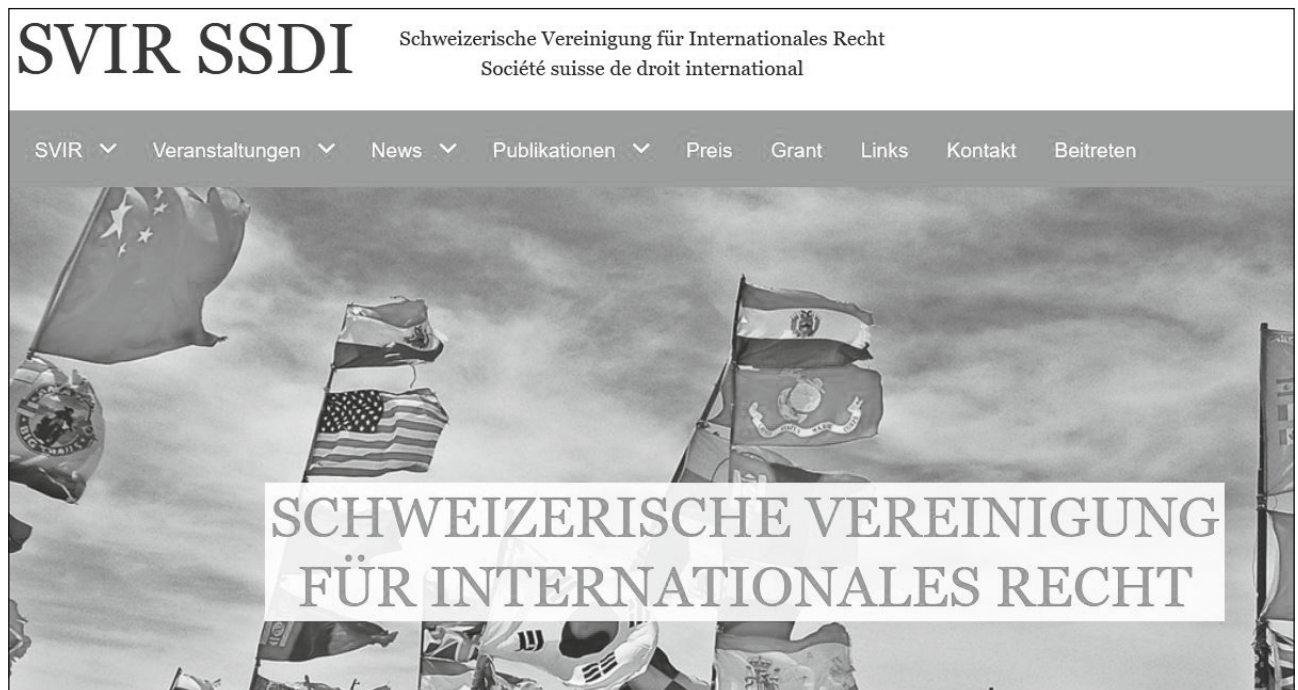 SVIR SSDI
Schweizerische Vereinigung für Internationales Recht
Société suisse de droit international
SVIR Veranstaltungen News Publikationen Preis Grant Links Kontakt Beitreten
SCHWEIZERISCHE VEREINIGUNG
FÜR INTERNATIONALES RECHT